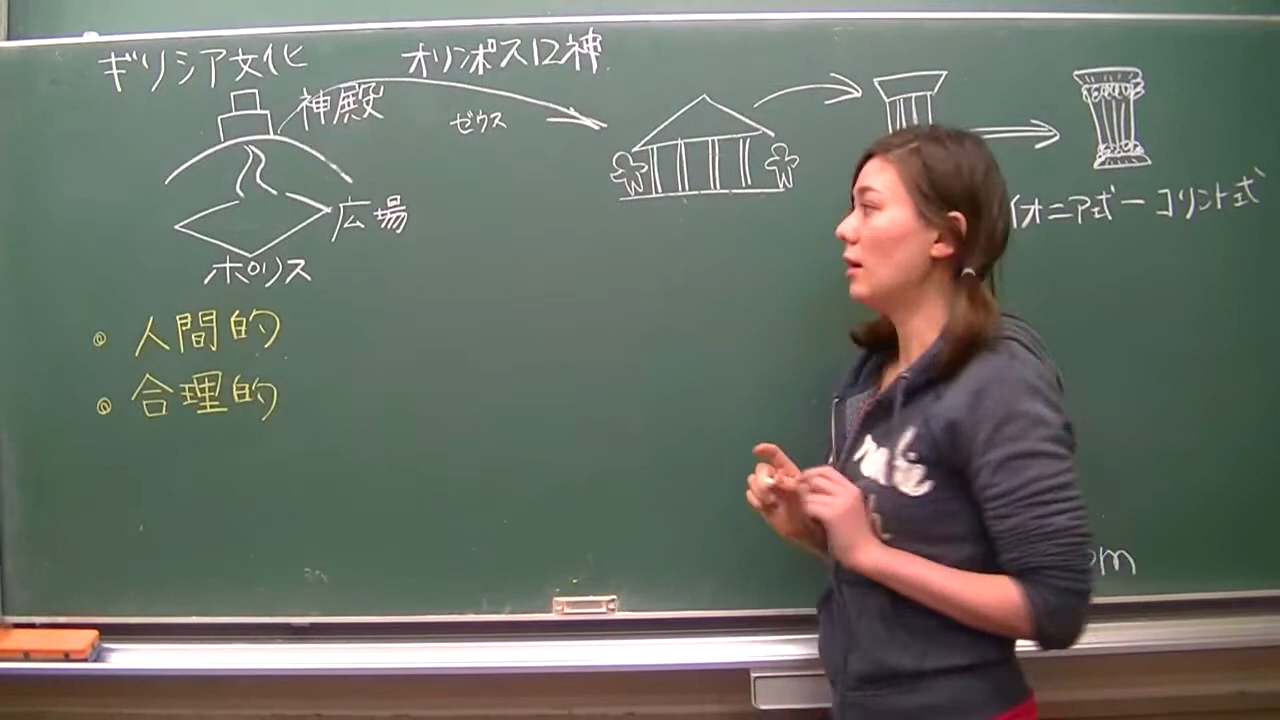 ギリシア文化
オリンポス12神
神殿
ゼウス
広場
ポリス
イオニア式ーコリント式
・人間的
・合理的
om